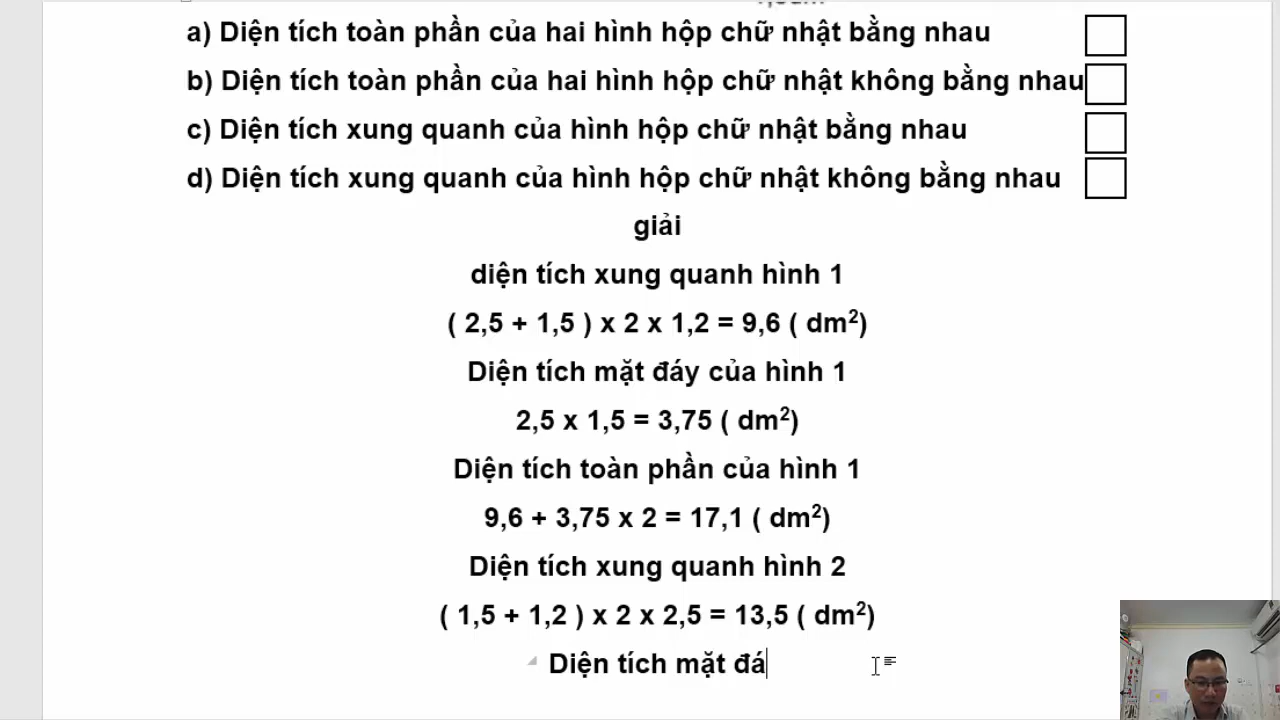 a) Diện tích toàn phần của hai hình hộp chữ nhật bằng nhau
b) Diện tích toàn phần của hai hình hộp chữ nhật không bằng nhau
c) Diện tích xung quanh của hình hộp chữ nhật bằng nhau
d) Diện tích xung quanh của hình hộp chữ nhật không bằng nhau
giải
diện tích xung quanh hình 1
( 2,5 + 1,5 ) x 2 x 1,2 = 9,6 ( dm²)
Diện tích mặt đáy của hình 1
2,5 x 1,5 = 3,75 ( dm²)
Diện tích toàn phần của hình 1
9,6 + 3,75 x 2 = 17,1 ( dm²)
Diện tích xung quanh hình 2
( 1,5 + 1,2 ) x 2 x 2,5 = 13,5 ( dm²)
Diện tích mặt đá